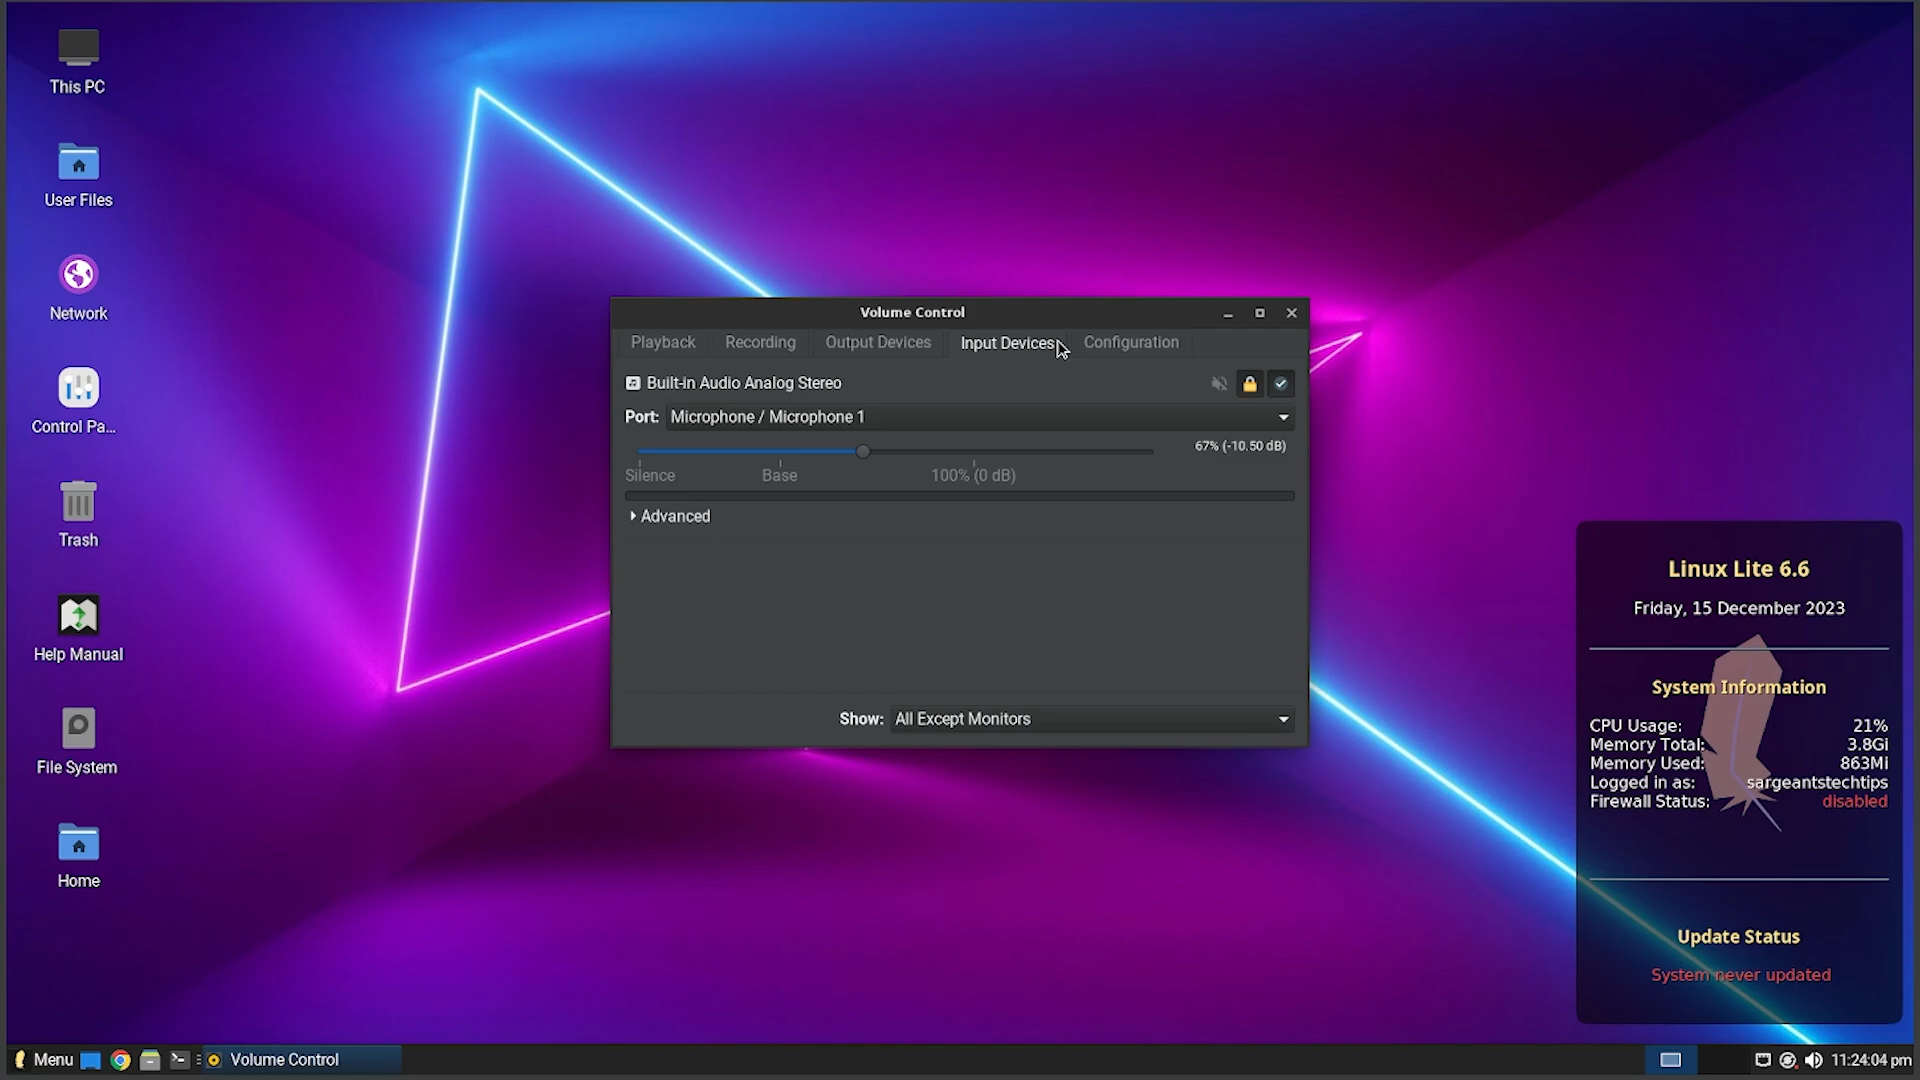 This PC
User Files
Network
Control Pa...
Trash
Help Manual
File System
Home
Volume Control
Playback Recording Output Devices Input Devices Configuration
Built-in Audio Analog Stereo
Port: Microphone / Microphone 1
67% (-10.50 dB)
Silence Base 100% (0 dB)
Advanced
Show: All Except Monitors
Linux Lite 6.6
Friday, 15 December 2023
System Information
CPU Usage: 21%
Memory Total: 3.8Gi
Memory Used: 863Mi
Logged in as: sargeantstechtips
Firewall Status: disabled
Update Status
System never updated
Menu Volume Control 11:24:04 pm